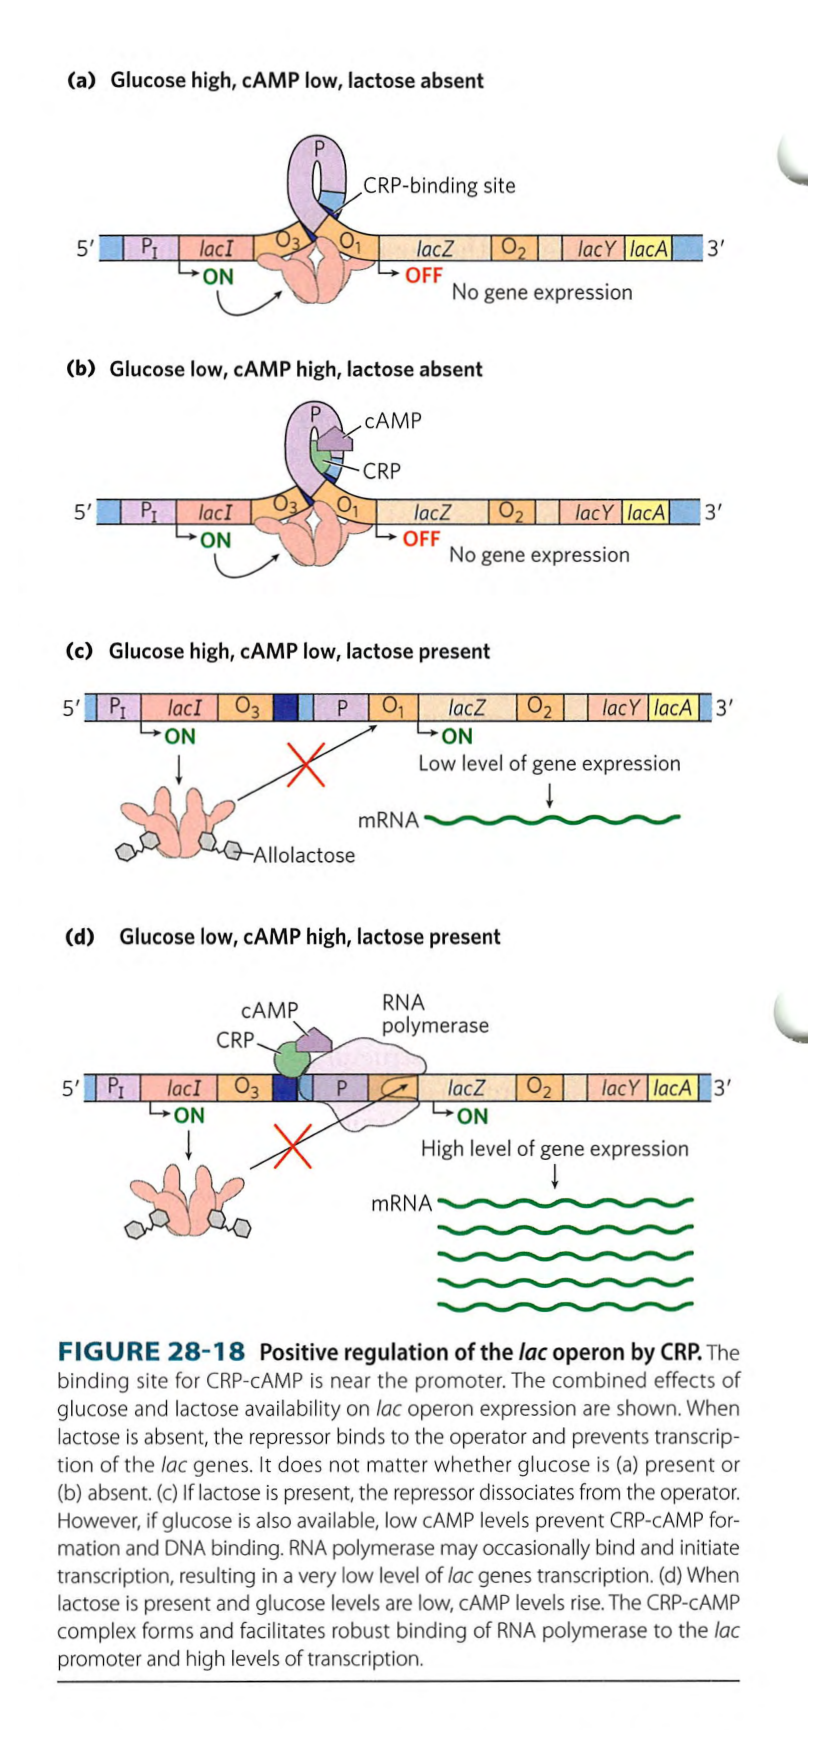 (a) Glucose high, cAMP low, lactose absent
P
CRP-binding site
5′ PI lacI O3 O1 lacZ O2 lacY lacA 3′
ON
OFF
No gene expression
(b) Glucose low, cAMP high, lactose absent
P
cAMP
CRP
5′ PI lacI O3 O1 lacZ O2 lacY lacA 3′
ON
OFF
No gene expression
(c) Glucose high, cAMP low, lactose present
5′ PI lacI O3 P O1 lacZ O2 lacY lacA 3′
ON
ON
Low level of gene expression
mRNA
Allolactose
(d) Glucose low, cAMP high, lactose present
cAMP
RNA
polymerase
CRP
5′ PI lacI O3 P lacZ O2 lacY lacA 3′
ON
ON
High level of gene expression
mRNA
FIGURE 28-18 Positive regulation of the lac operon by CRP. The
binding site for CRP-cAMP is near the promoter. The combined effects of
glucose and lactose availability on lac operon expression are shown. When
lactose is absent, the repressor binds to the operator and prevents transcrip-
tion of the lac genes. It does not matter whether glucose is (a) present or
(b) absent. (c) If lactose is present, the repressor dissociates from the operator.
However, if glucose is also available, low cAMP levels prevent CRP-cAMP for-
mation and DNA binding. RNA polymerase may occasionally bind and initiate
transcription, resulting in a very low level of lac genes transcription. (d) When
lactose is present and glucose levels are low, cAMP levels rise. The CRP-cAMP
complex forms and facilitates robust binding of RNA polymerase to the lac
promoter and high levels of transcription.